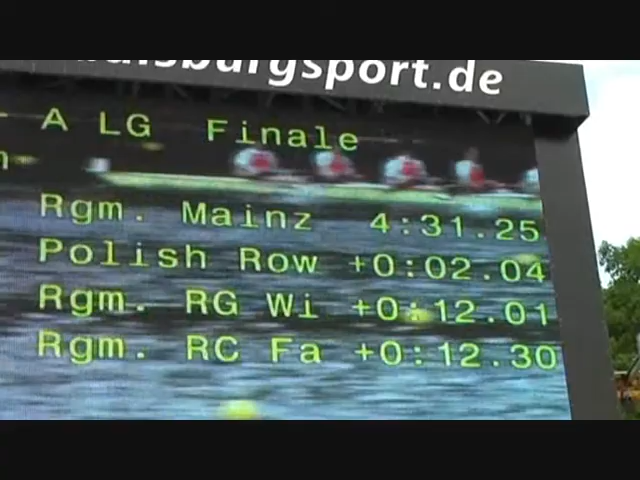 uisburgsport.de
A LG Finale
Rgm. Mainz 4:31.25
Polish Row +0:02.04
Rgm. RG Wi +0:12.01
Rgm. RC Fa +0:12.30